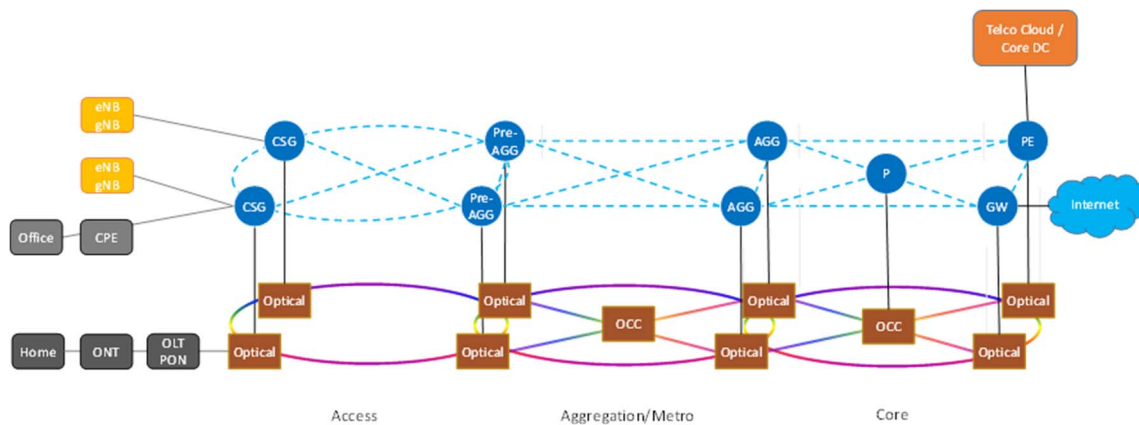 Telco Cloud /
Core DC
eNB
gNB
CSG
Pre-
AGG
AGG
PE
P
eNB
gNB
CSG
Pre-
AGG
AGG
GW
Internet
Office
CPE
Optical
Optical
Optical
Optical
OCC
OCC
Home
ONT
OLT
PON
Optical
Optical
Optical
Optical
Access
Aggregation/Metro
Core